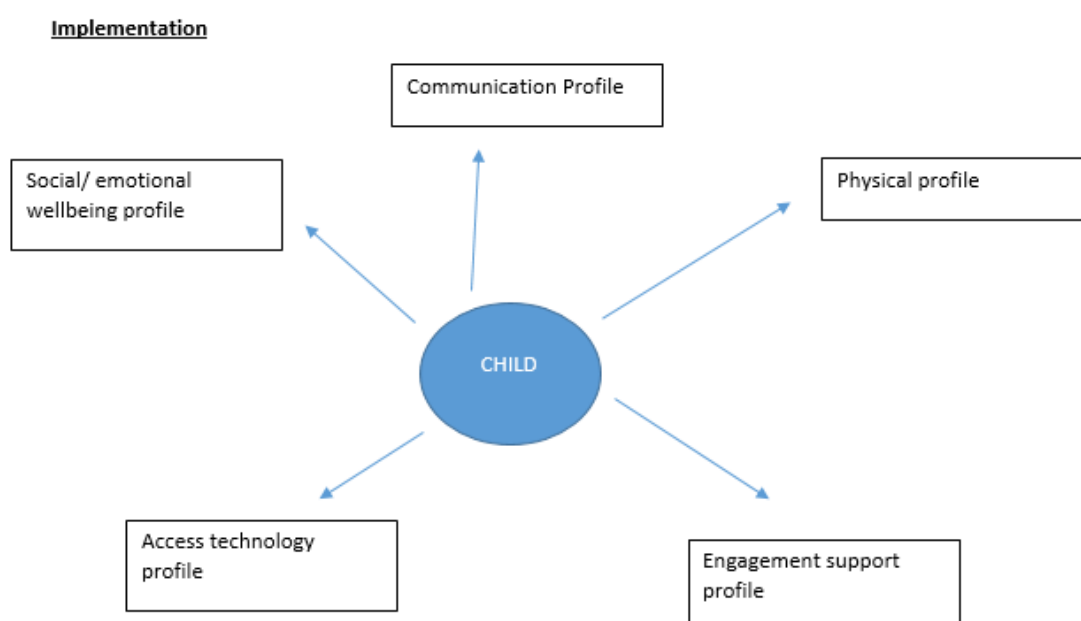 Implementation
Communication Profile
Social/ emotional
wellbeing profile
Physical profile
CHILD
Access technology
profile
Engagement support
profile